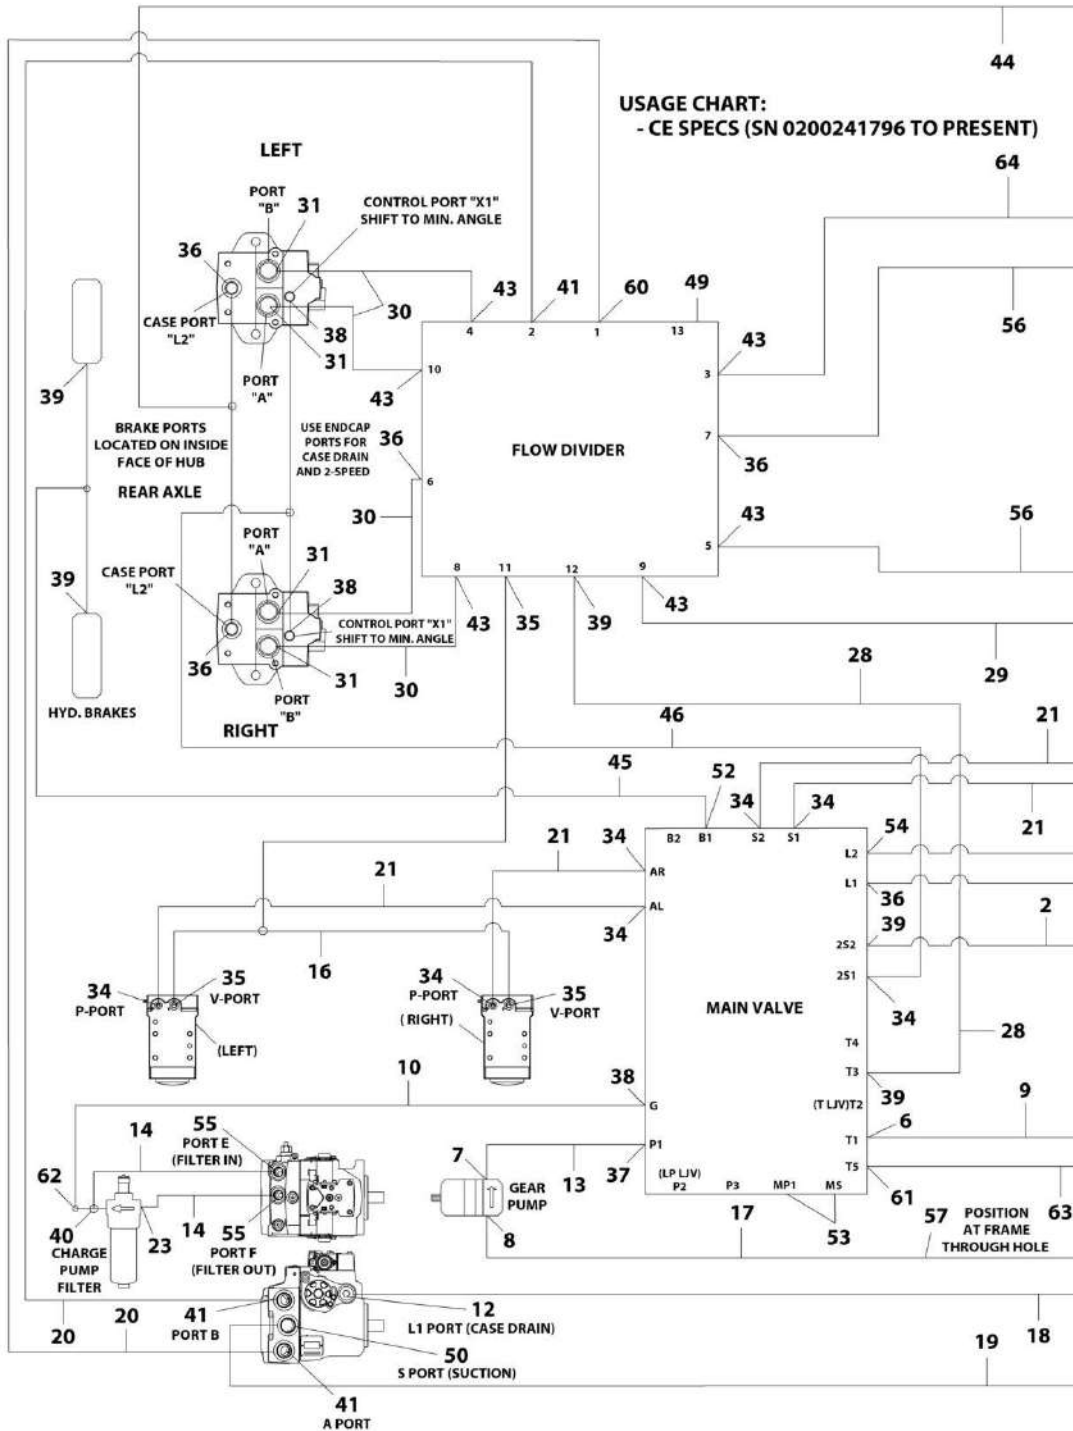 44
USAGE CHART:
- CE SPECS (SN 0200241796 TO PRESENT)
LEFT
64
PORT
"B"
31
CONTROL PORT "X1"
SHIFT TO MIN. ANGLE
36
CASE PORT
"L2"
30
43
41
60
49
56
38
31
4
2
1
13
43
39
PORT
"A"
43
10
3
BRAKE PORTS
LOCATED ON INSIDE
FACE OF HUB
USE ENDCAP
PORTS FOR
CASE DRAIN
AND 2-SPEED
36
FLOW DIVIDER
7
36
REAR AXLE
6
30
43
56
PORT
"A"
31
5
39
CASE PORT
"L2"
38
8
11
12
9
CONTROL PORT "X1"
SHIFT TO MIN. ANGLE
43
35
39
43
36
31
30
28
29
HYD. BRAKES
PORT
"B"
RIGHT
46
21
45
52
34
34
21
B2
B1
S2
S1
54
21
21
34
AR
L2
L1
36
AL
34
39
2
2S2
16
2S1
34
P-PORT
35
V-PORT
34
P-PORT
35
V-PORT
MAIN VALVE
34
(LEFT)
(RIGHT)
28
T4
10
38
T3
39
G
(T LJV)T2
9
6
14
55
PORT E
(FILTER IN)
P1
T1
62
7
37
T5
13
(LP LJV)
P2
P3
MP1
MS
61
63
GEAR
PUMP
40
23
14
55
8
17
53
57
POSITION
AT FRAME
THROUGH HOLE
CHARGE
PUMP
FILTER
PORT F
(FILTER OUT)
20
20
41
PORT B
12
L1 PORT (CASE DRAIN)
18
50
S PORT (SUCTION)
19
41
A PORT